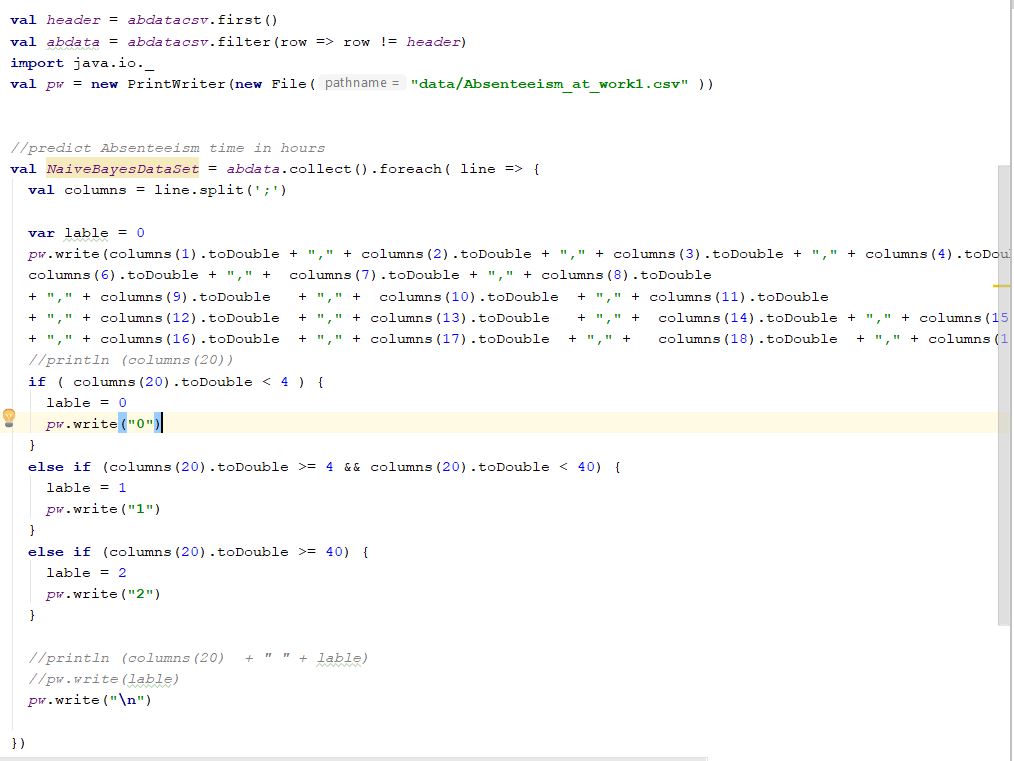 val header = abdatacsv.first()
val abdata = abdatacsv.filter(row => row != header)
import java.io._
val pw = new PrintWriter(new File( pathname = "data/Absenteeism_at_work1.csv" ))
//predict Absenteeism time in hours
val NaiveBayesDataSet = abdata.collect().foreach( line => {
val columns = line.split(';')
var lable = 0
pw.write(columns(1).toDouble + "," + columns(2).toDouble + "," + columns(3).toDouble + "," + columns(4).toDou
columns(6).toDouble + "," +  columns(7).toDouble + "," + columns(8).toDouble
+ "," + columns(9).toDouble   + "," +  columns(10).toDouble  + "," + columns(11).toDouble
+ "," + columns(12).toDouble  + "," + columns(13).toDouble   + "," +  columns(14).toDouble + "," + columns(15
+ "," + columns(16).toDouble  + "," + columns(17).toDouble  + "," +   columns(18).toDouble  + "," + columns(1
//println (columns(20))
if ( columns(20).toDouble < 4 ) {
lable = 0
pw.write("0")
}
else if (columns(20).toDouble >= 4 && columns(20).toDouble < 40) {
lable = 1
pw.write("1")
}
else if (columns(20).toDouble >= 40) {
lable = 2
pw.write("2")
}
//println (columns(20)  + " " + lable)
//pw.write(lable)
pw.write("\n")
})